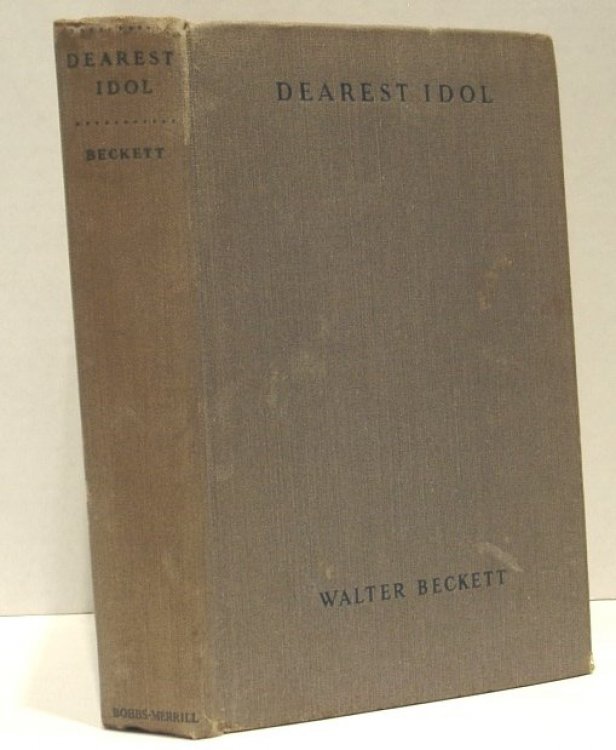 DEAREST
IDOL
BECKETT
BOBBS-MERRILL
DEAREST IDOL
WALTER BECKETT